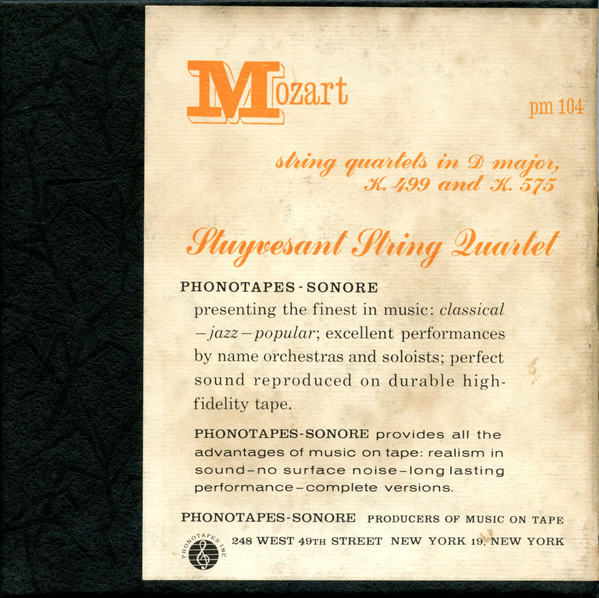 Mozart
pm 104
string quartets in D major,
K. 499 and K. 575
Stuyvesant String Quartet
PHONOTAPES-SONORE
presenting the finest in music: classical
–jazz–popular; excellent performances
by name orchestras and soloists; perfect
sound reproduced on durable high-
fidelity tape.
PHONOTAPES-SONORE provides all the
advantages of music on tape: realism in
sound–no surface noise–long lasting
performance–complete versions.
PHONOTAPES-SONORE PRODUCERS OF MUSIC ON TAPE
PHONOTAPES INC
248 WEST 49TH STREET NEW YORK 19, NEW YORK